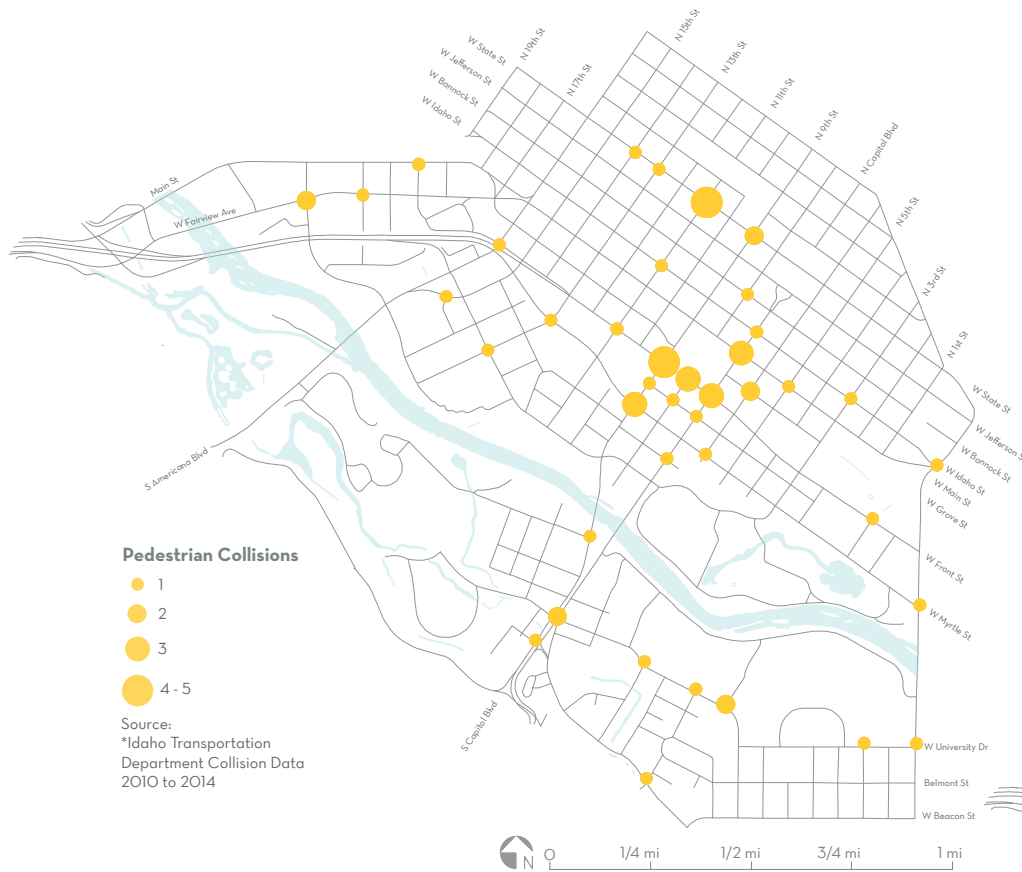 N 15th St
N 19th St
W State St
N 13th St
W Jefferson St
N 17th St
N 11th St
W Bannock St
W Idaho St
N 9th St
N Capitol Blvd
Main St
W Fairview Ave
N 5th St
N 3rd St
N 1st St
W State St
W Jefferson S
S Americana Blvd
W Bannock St
W Idaho St
W Main St
W Grove St
W Front St
W Myrtle St
Pedestrian Collisions
1
2
3
4 - 5
Source:
*Idaho Transportation
Department Collision Data
2010 to 2014
S Capitol Blvd
W University Dr
Belmont St
W Beacon St
N
0
1/4 mi
1/2 mi
3/4 mi
1 mi